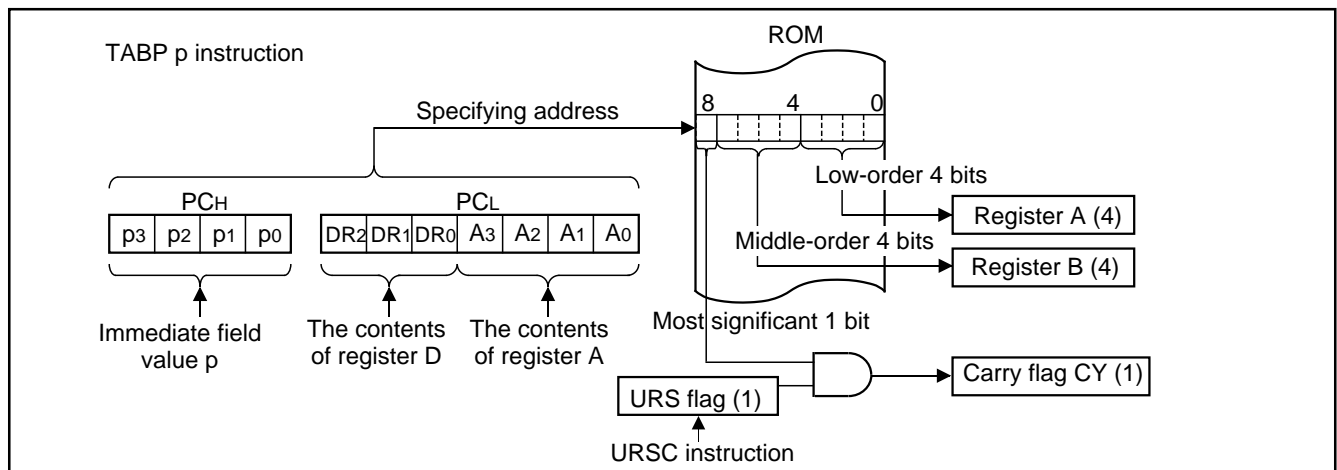 ROM
TABP p instruction
8 4 0
Specifying address
Low-order 4 bits
PCH PCL
p3 p2 p1 p0 DR2 DR1 DR0 A3 A2 A1 A0
Register A (4)
Middle-order 4 bits
Register B (4)
Most significant 1 bit
Immediate field
value p
The contents
of register D
The contents
of register A
Carry flag CY (1)
URS flag (1)
URSC instruction